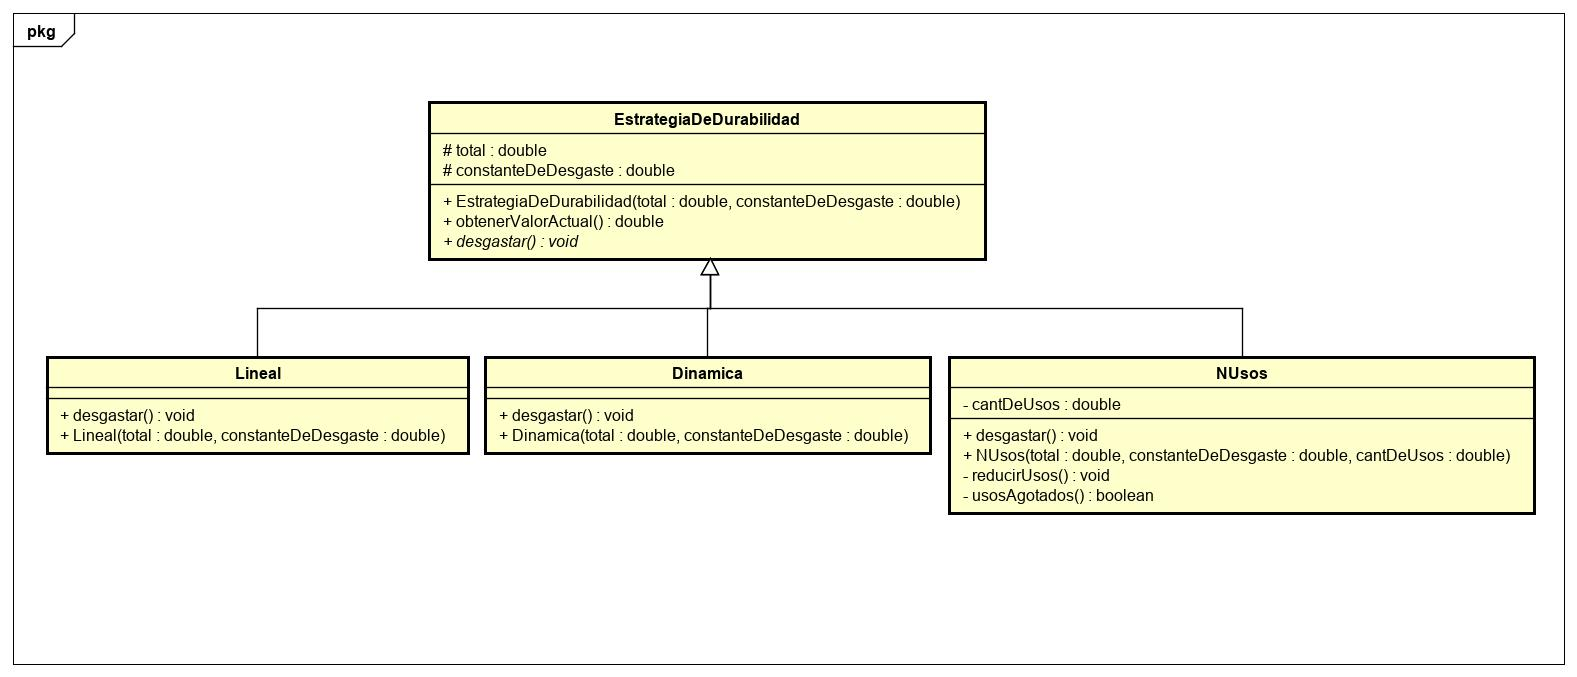 pkg
EstrategiaDeDurabilidad
# total : double
# constanteDeDesgaste : double
+ EstrategiaDeDurabilidad(total : double, constanteDeDesgaste : double)
+ obtenerValorActual() : double
+ desgastar() : void
Lineal
+ desgastar() : void
+ Lineal(total : double, constanteDeDesgaste : double)
Dinamica
+ desgastar() : void
+ Dinamica(total : double, constanteDeDesgaste : double)
NUsos
- cantDeUsos : double
+ desgastar() : void
+ NUsos(total : double, constanteDeDesgaste : double, cantDeUsos : double)
- reducirUsos() : void
- usosAgotados() : boolean